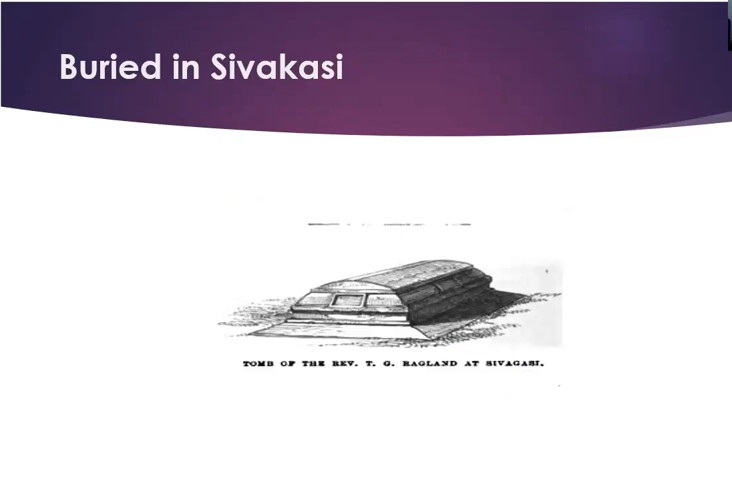 Buried in Sivakasi
TOMB OF THE REV. T. G. RAGLAND AT SIVAGASI.